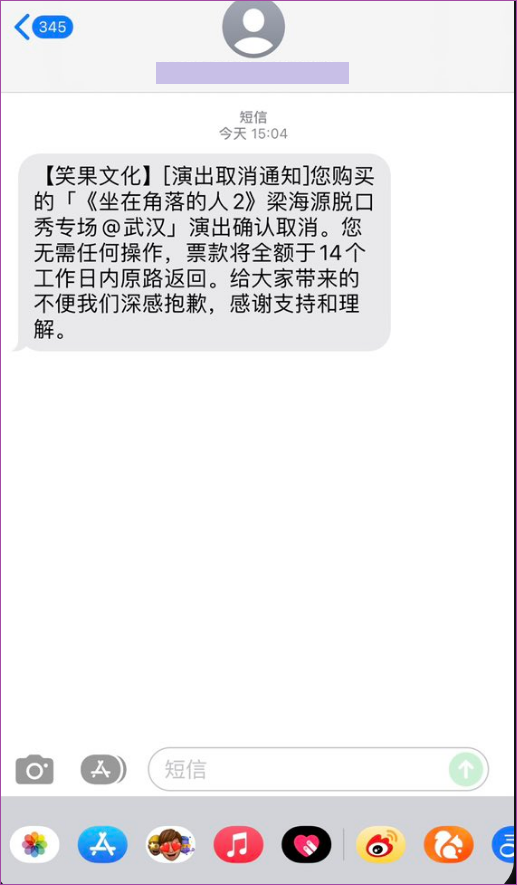 345
短信
今天 15:04
【笑果文化】[演出取消通知]您购买
的「《坐在角落的人2》梁海源脱口
秀专场@武汉」演出确认取消。您
无需任何操作，票款将全额于14个
工作日内原路返回。给大家带来的
不便我们深感抱歉，感谢支持和理
解。
短信